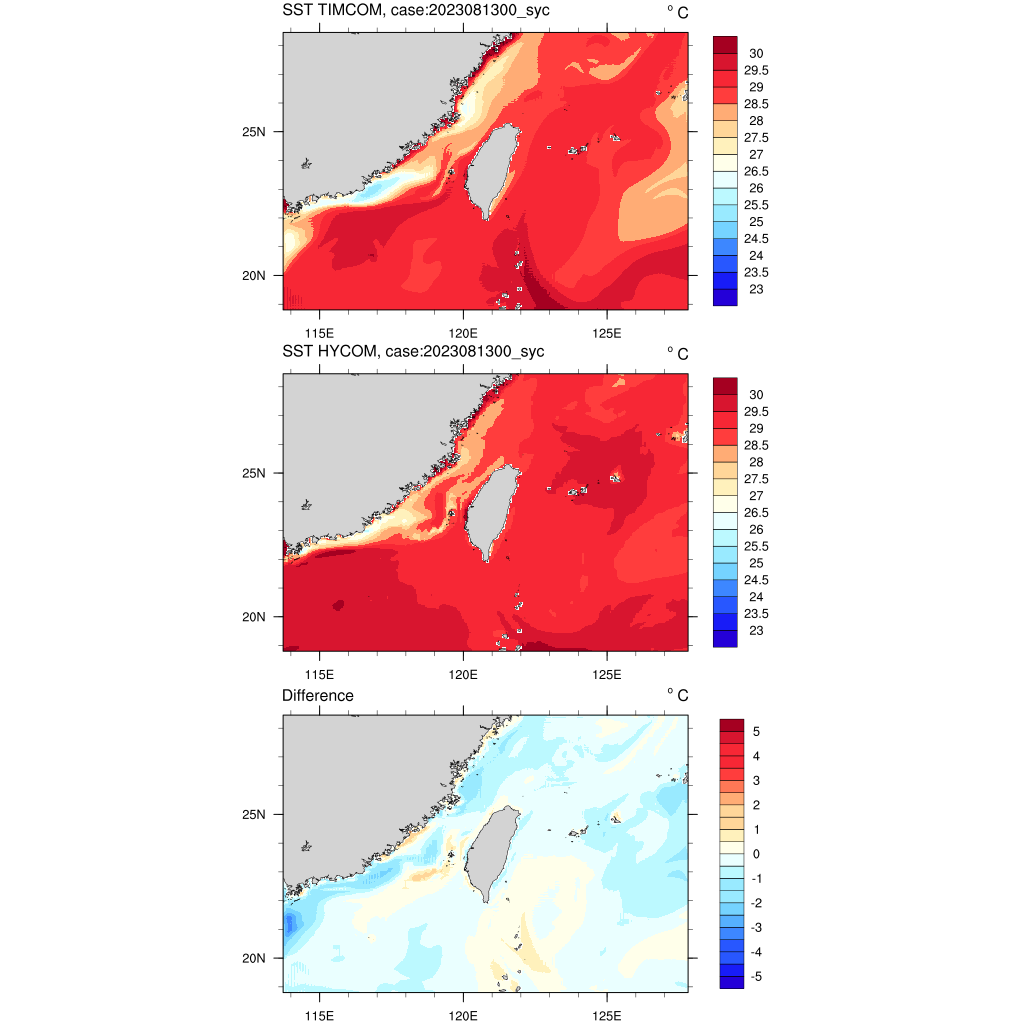 SST TIMCOM, case:2023081300_syc
° C
30
29.5
29
28.5
28
27.5
27
26.5
26
25.5
25
24.5
24
23.5
23
25N
20N
115E
120E
125E
SST HYCOM, case:2023081300_syc
° C
30
29.5
29
28.5
28
27.5
27
26.5
26
25.5
25
24.5
24
23.5
23
25N
20N
115E
120E
125E
Difference
° C
5
4
3
2
1
0
-1
-2
-3
-4
-5
25N
20N
115E
120E
125E